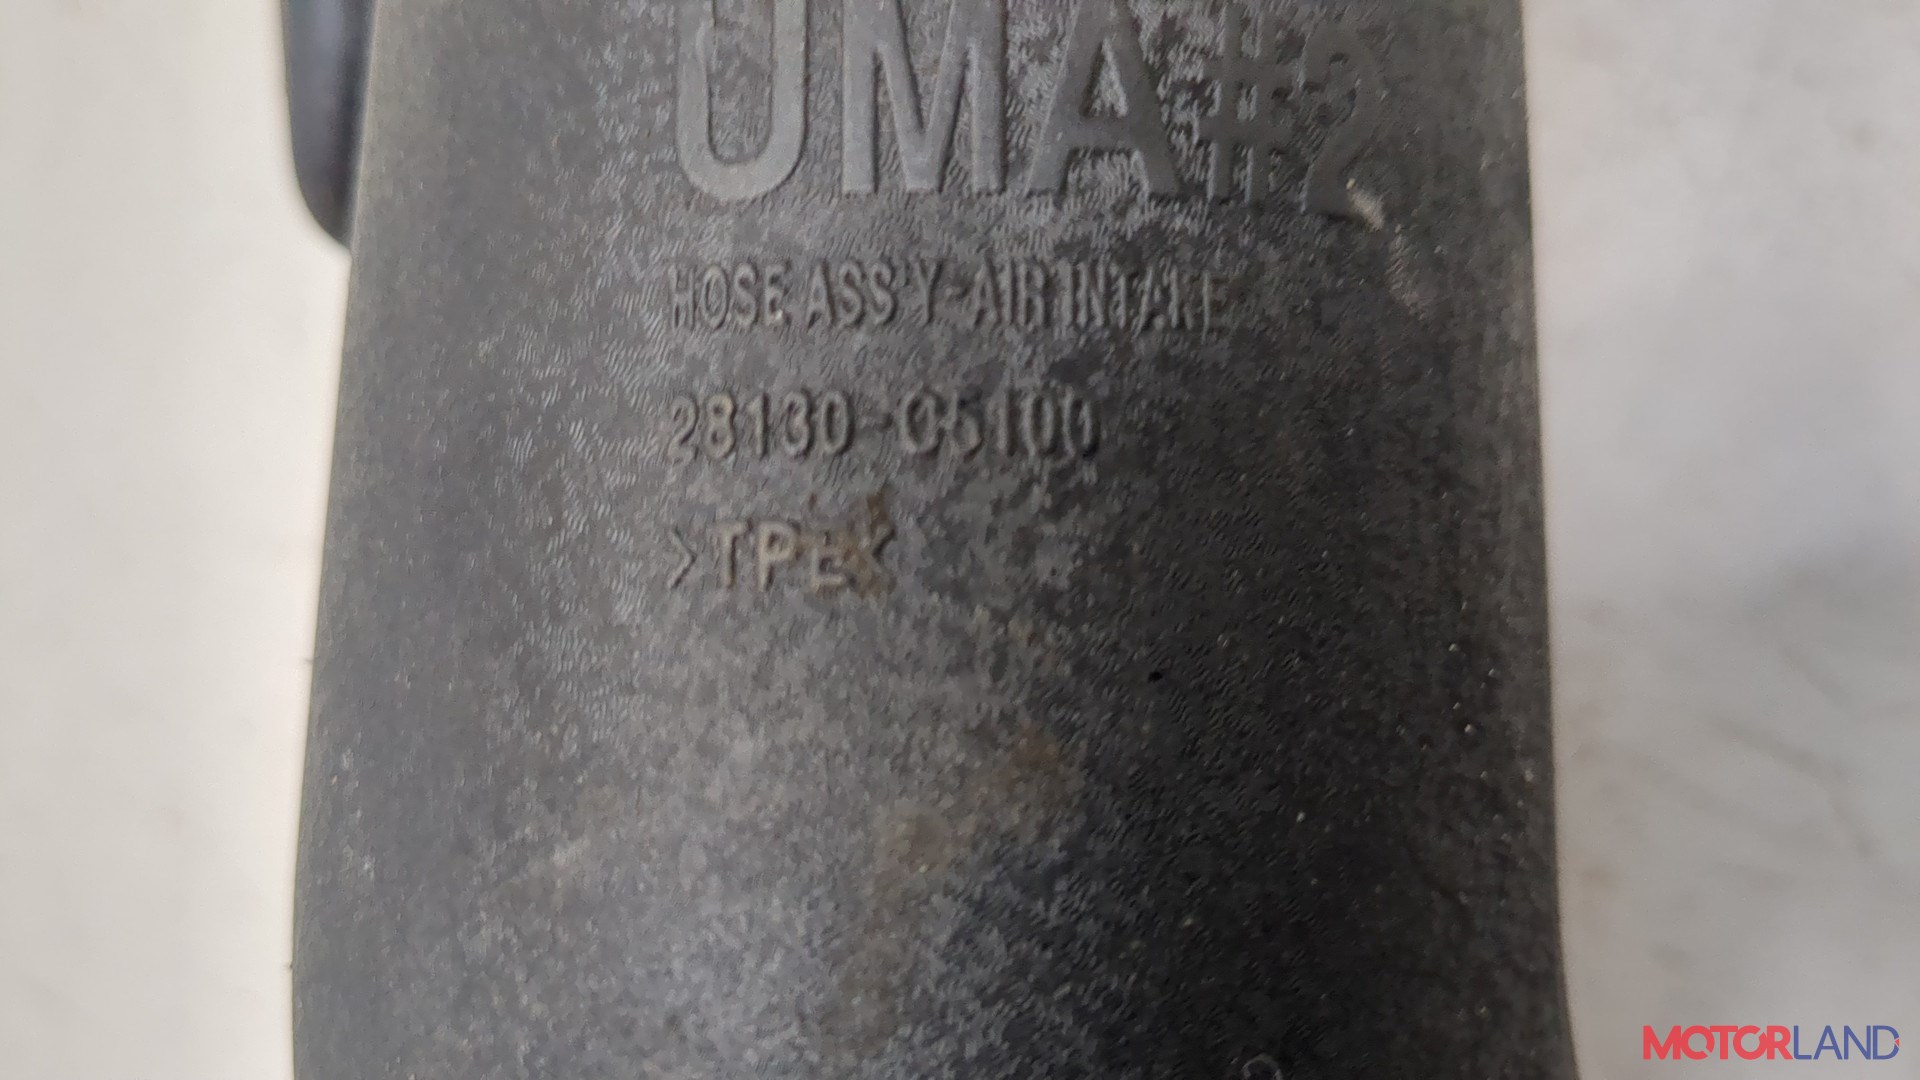 UMA#2
HOSE ASS'Y-AIR INTAKE
28130-C5100
>TPE<
MOTORLAND